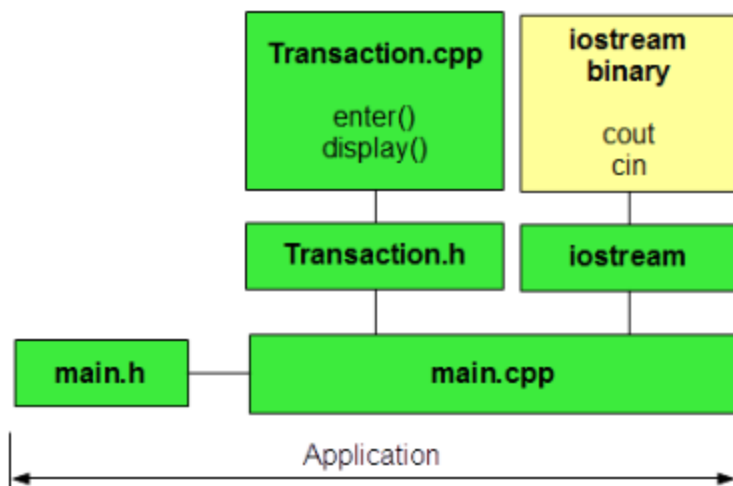 Transaction.cpp
enter()
display()
iostream
binary
cout
cin
Transaction.h
iostream
main.h
main.cpp
Application